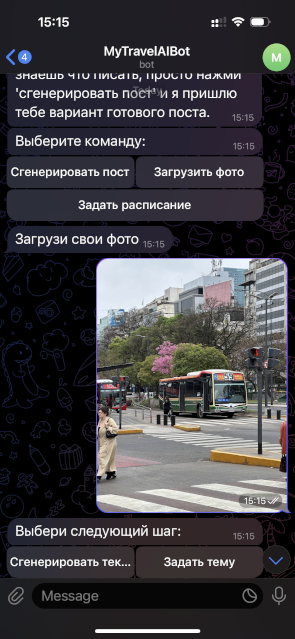 15:15
4
MyTravelAIBot
bot
M
знаешь что писать, просто нажми
Today
'сгенерировать пост' и я пришлю
тебе вариант готового поста.
15:15
Выберите команду:
15:15
Сгенерировать пост
Загрузить фото
Задать расписание
Загрузи свои фото
15:15
15:15
Выбери следующий шаг:
15:15
Сгенерировать тек...
Задать тему
Message